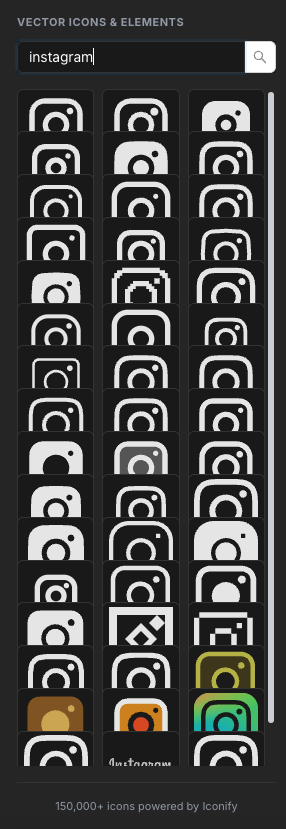 VECTOR ICONS & ELEMENTS
instagram
Instagram
150,000+ icons powered by Iconify